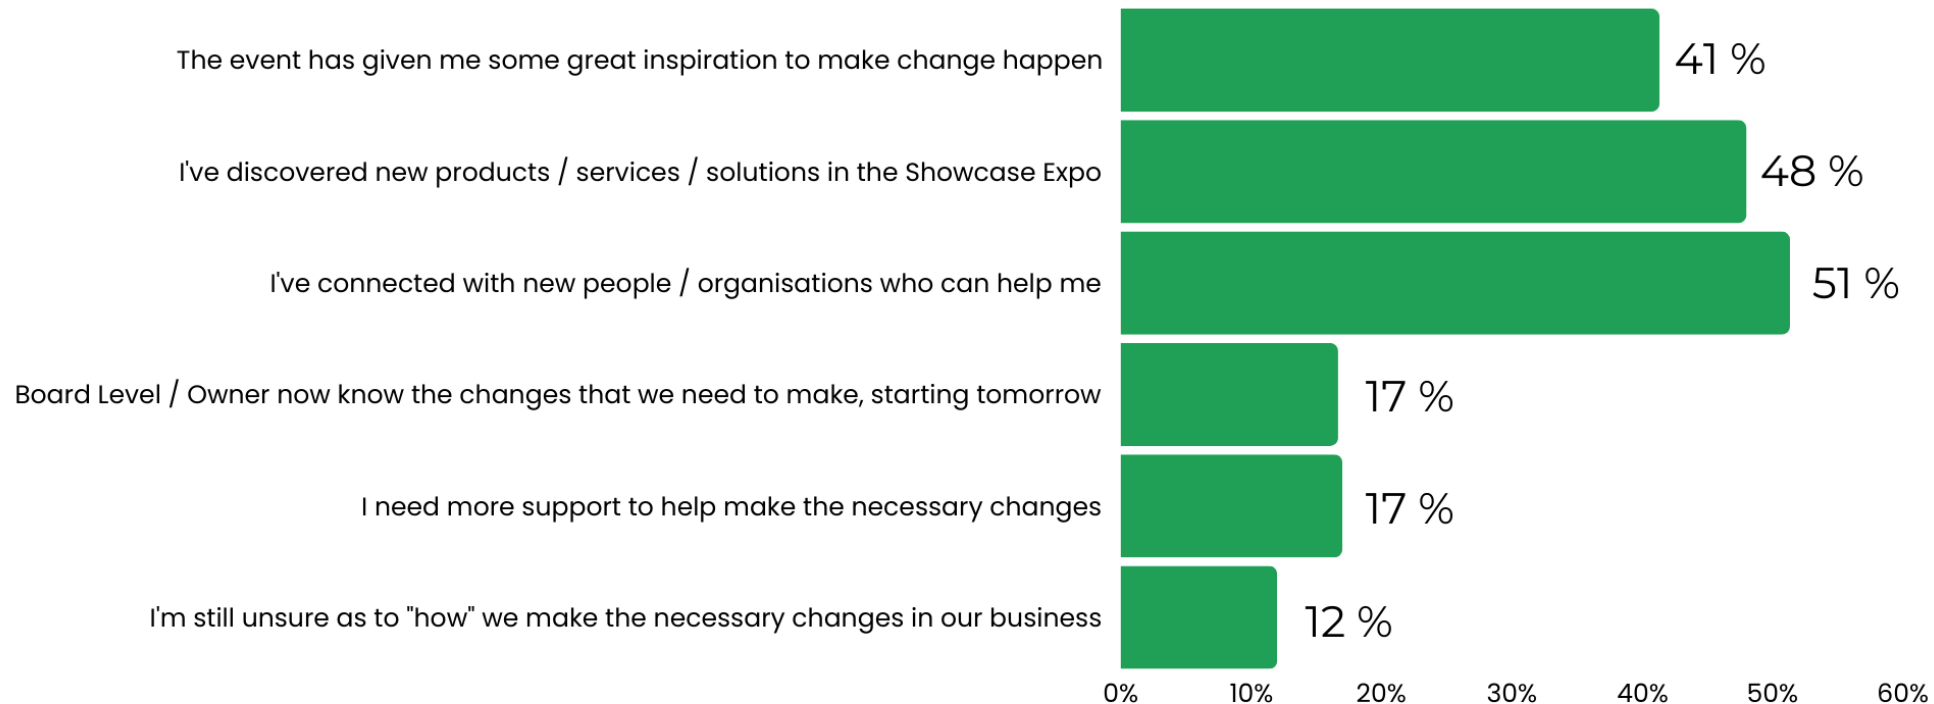 The event has given me some great inspiration to make change happen
41 %
I've discovered new products / services / solutions in the Showcase Expo
48 %
I've connected with new people / organisations who can help me
51 %
Board Level / Owner now know the changes that we need to make, starting tomorrow
17 %
I need more support to help make the necessary changes
17 %
I'm still unsure as to "how" we make the necessary changes in our business
12 %
0% 10% 20% 30% 40% 50% 60%